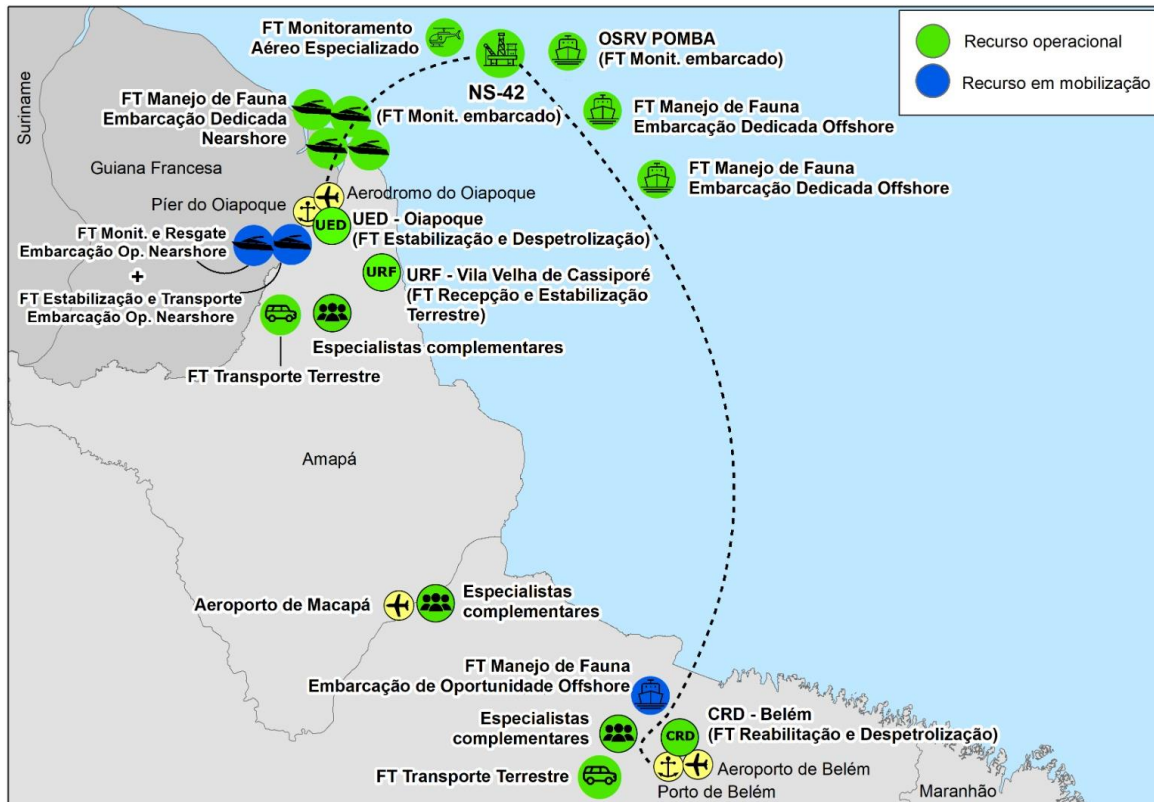 FT Monitoramento
Aéreo Especializado
OSRV POMBA
(FT Monit. embarcado)
Recurso operacional
Recurso em mobilização
NS-42
(FT Monit. embarcado)
FT Manejo de Fauna
Embarcação Dedicada
Nearshore
FT Manejo de Fauna
Embarcação Dedicada Offshore
FT Manejo de Fauna
Embarcação Dedicada Offshore
Suriname
Guiana Francesa
Aerodromo do Oiapoque
Píer do Oiapoque
UED
UED - Oiapoque
(FT Estabilização e Despetrolização)
FT Monit. e Resgate
Embarcação Op. Nearshore
+
FT Estabilização e Transporte
Embarcação Op. Nearshore
URF
URF - Vila Velha de Cassiporé
(FT Recepção e Estabilização
Terrestre)
Especialistas complementares
FT Transporte Terrestre
Amapá
Aeroporto de Macapá
Especialistas
complementares
FT Manejo de Fauna
Embarcação de Oportunidade Offshore
Especialistas
complementares
CRD
CRD - Belém
(FT Reabilitação e Despetrolização)
FT Transporte Terrestre
Aeroporto de Belém
Porto de Belém
Maranhão